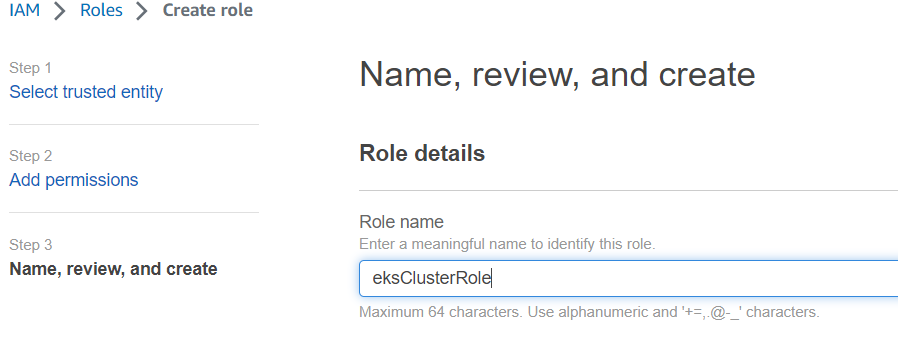 IAM > Roles > Create role
Step 1
Select trusted entity
Step 2
Add permissions
Step 3
Name, review, and create
Name, review, and create
Role details
Role name
Enter a meaningful name to identify this role.
eksClusterRole
Maximum 64 characters. Use alphanumeric and '+=,.@-_' characters.